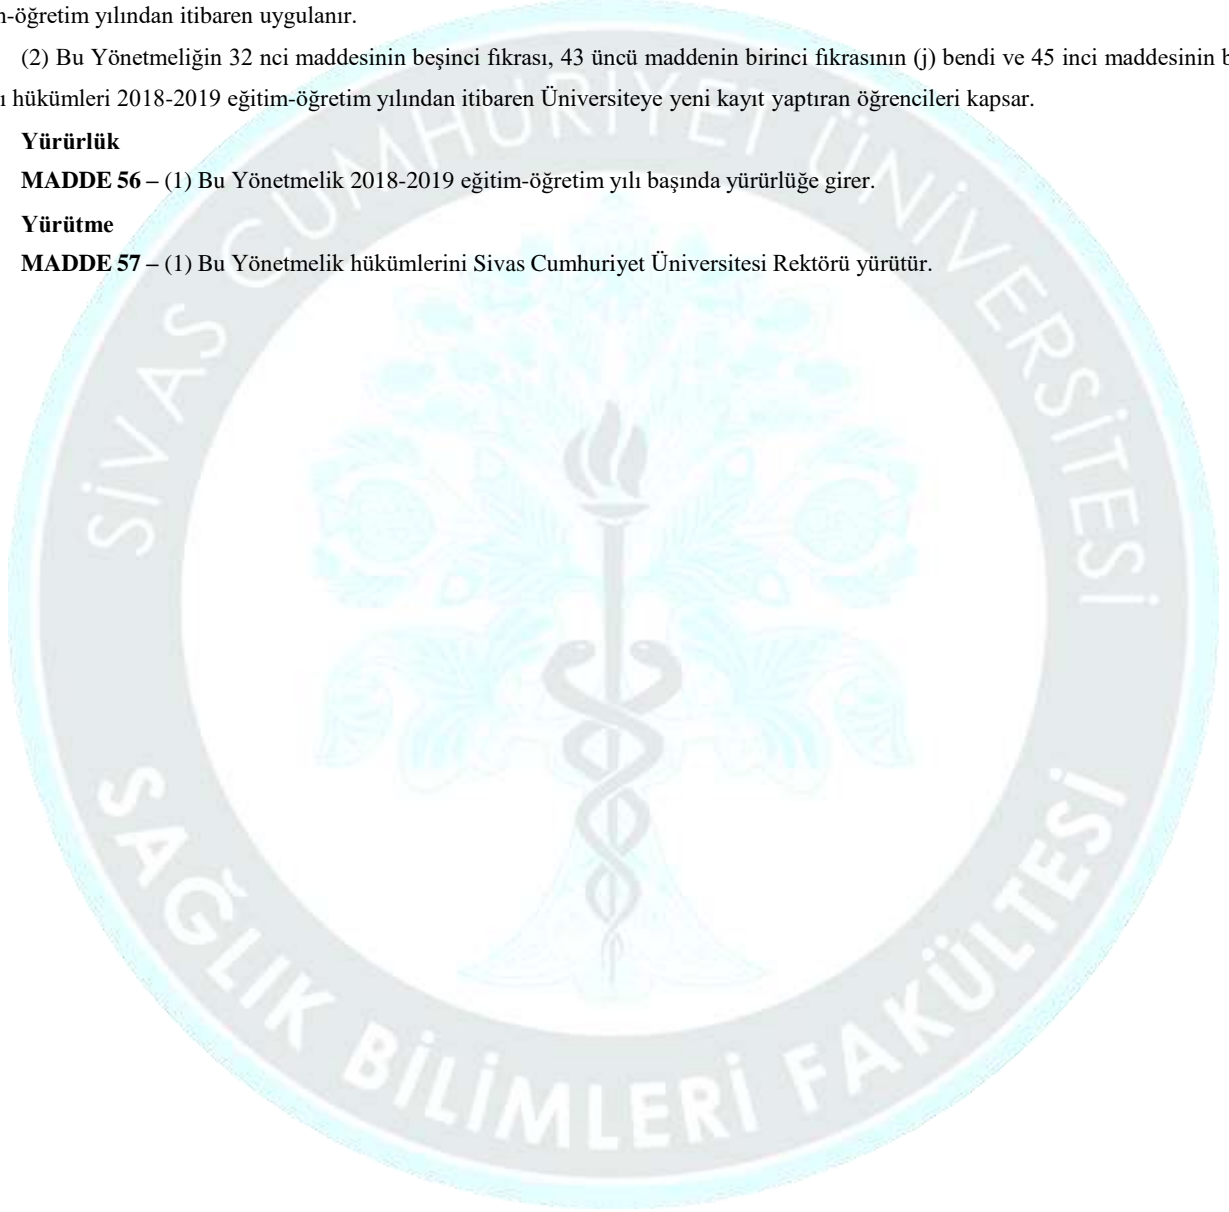 öğretim yılından itibaren uygulanır.
(2) Bu Yönetmeliğin 32 nci maddesinin beşinci fıkrası, 43 üncü maddenin birinci fıkrasının (j) bendi ve 45 inci maddesinin
hükümleri 2018-2019 eğitim-öğretim yılından itibaren Üniversiteye yeni kayıt yaptıran öğrencileri kapsar.
Yürürlük
MADDE 56 – (1) Bu Yönetmelik 2018-2019 eğitim-öğretim yılı başında yürürlüğe girer.
Yürütme
MADDE 57 – (1) Bu Yönetmelik hükümlerini Sivas Cumhuriyet Üniversitesi Rektörü yürütür.
SİVAS CUMHURİYET ÜNİVERSİTESİ
SAĞLIK BİLİMLERİ FAKÜLTESİ